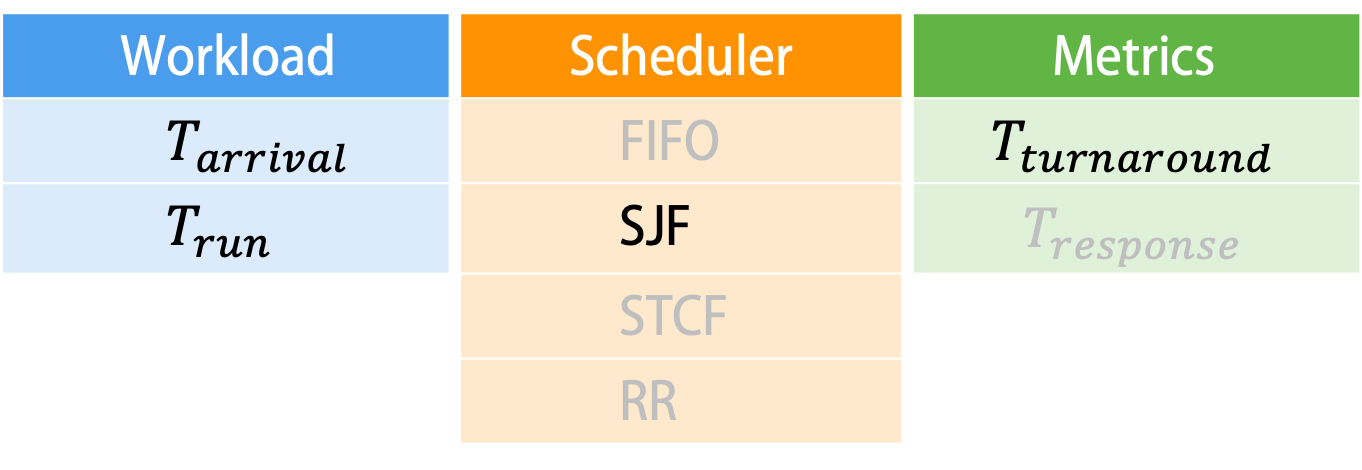 Workload Scheduler Metrics
T_arrival FIFO T_turnaround
T_run SJF T_response
STCF
RR